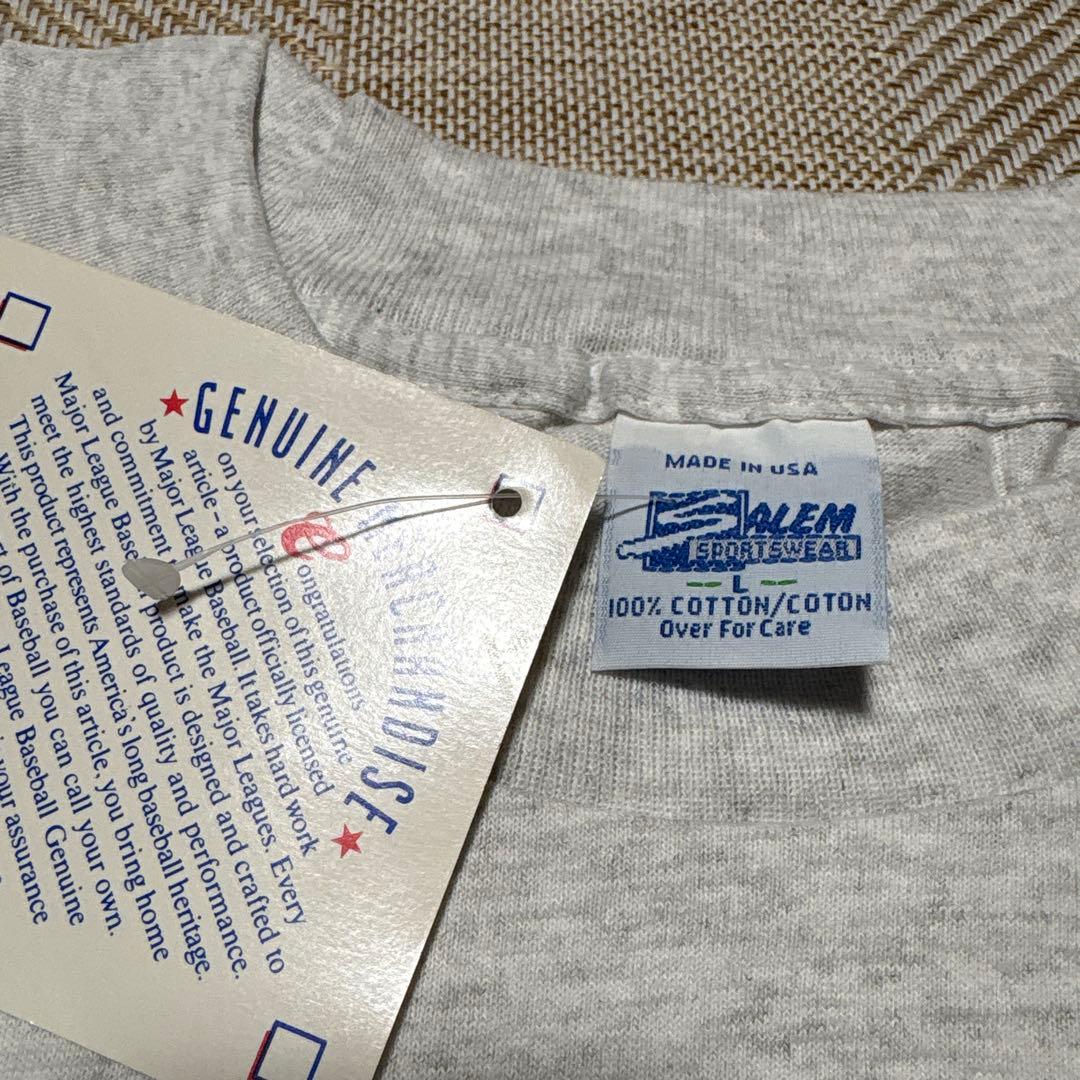 GENUINE MERCHANDISE
Congratulations
on your selection of this genuine
article – a product officially licensed
by Major League Baseball. It takes hard work
and commitment make the Major Leagues. Every
Major League Base product is designed and crafted to
meet the highest standards of quality and performance.
This product represents America's long baseball heritage.
With the purchase of this article, you bring home
of Baseball you can call your own.
League Baseball Genuine
your assurance
MADE IN USA
SALEM
SPORTSWEAR
L
100% COTTON/COTON
Over For Care